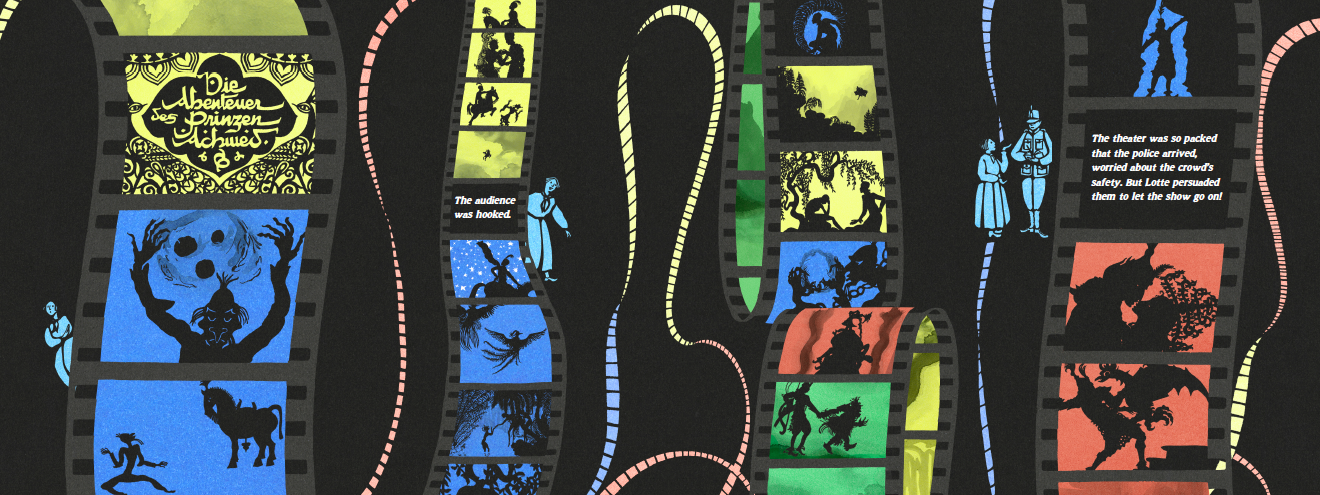 Die
Abenteuer
des Prinzen
Achmed.
The audience
was hooked.
The theater was so packed
that the police arrived,
worried about the crowd's
safety. But Lotte persuaded
them to let the show go on!